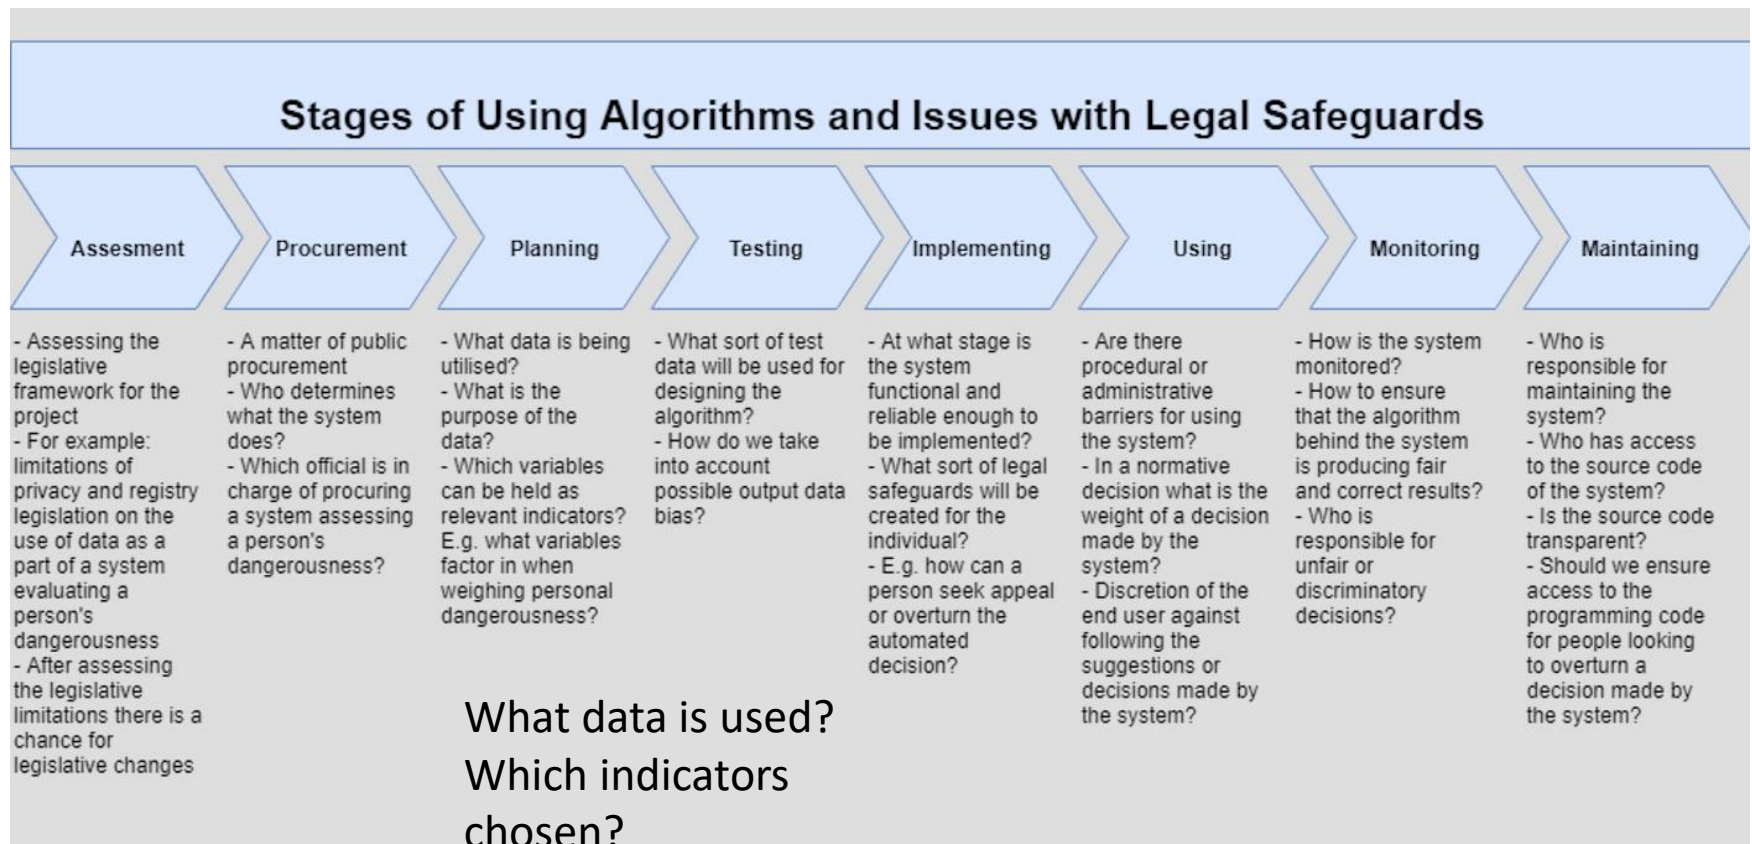 Stages of Using Algorithms and Issues with Legal Safeguards
Assesment
Procurement
Planning
Testing
Implementing
Using
Monitoring
Maintaining
- Assessing the
legislative
framework for the
project
- For example:
limitations of
privacy and registry
legislation on the
use of data as a
part of a system
evaluating a
person's
dangerousness
- After assessing
the legislative
limitations there is a
chance for
legislative changes
- A matter of public
procurement
- Who determines
what the system
does?
- Which official is in
charge of procuring
a system assessing
a person's
dangerousness?
- What data is being
utilised?
- What is the
purpose of the
data?
- Which variables
can be held as
relevant indicators?
E.g. what variables
factor in when
weighing personal
dangerousness?
- What sort of test
data will be used for
designing the
algorithm?
- How do we take
into account
possible output data
bias?
- At what stage is
the system
functional and
reliable enough to
be implemented?
- What sort of legal
safeguards will be
created for the
individual?
- E.g. how can a
person seek appeal
or overturn the
automated
decision?
- Are there
procedural or
administrative
barriers for using
the system?
- In a normative
decision what is the
weight of a decision
made by the
system?
- Discretion of the
end user against
following the
suggestions or
decisions made by
the system?
- How is the system
monitored?
- How to ensure
that the algorithm
behind the system
is producing fair
and correct results?
- Who is
responsible for
unfair or
discriminatory
decisions?
- Who is
responsible for
maintaining the
system?
- Who has access
to the source code
of the system?
- Is the source code
transparent?
- Should we ensure
access to the
programming code
for people looking
to overturn a
decision made by
the system?
What data is used?
Which indicators
chosen?